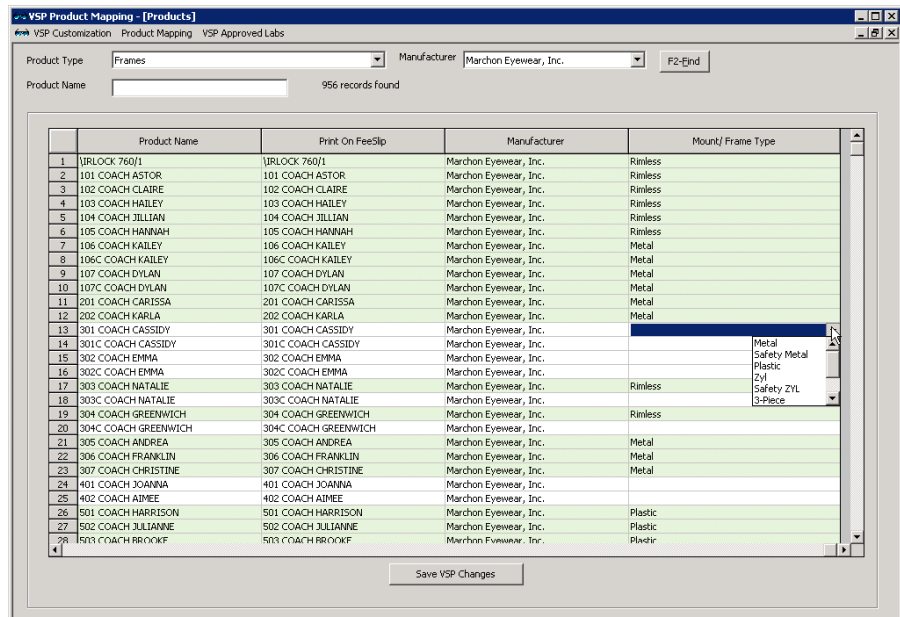 VSP Product Mapping - [Products]
VSP Customization Product Mapping VSP Approved Labs
Product Type Frames Manufacturer Marchon Eyewear, Inc. F2-Find
Product Name 956 records found
Product Name Print On FeeSlip Manufacturer Mount/ Frame Type
1 \IRLOCK 760/1 \IRLOCK 760/1 Marchon Eyewear, Inc. Rimless
2 101 COACH ASTOR 101 COACH ASTOR Marchon Eyewear, Inc. Rimless
3 102 COACH CLAIRE 102 COACH CLAIRE Marchon Eyewear, Inc. Rimless
4 103 COACH HAILEY 103 COACH HAILEY Marchon Eyewear, Inc. Rimless
5 104 COACH JILLIAN 104 COACH JILLIAN Marchon Eyewear, Inc. Rimless
6 105 COACH HANNAH 105 COACH HANNAH Marchon Eyewear, Inc. Rimless
7 106 COACH KAILEY 106 COACH KAILEY Marchon Eyewear, Inc. Metal
8 106C COACH KAILEY 106C COACH KAILEY Marchon Eyewear, Inc. Metal
9 107 COACH DYLAN 107 COACH DYLAN Marchon Eyewear, Inc. Metal
10 107C COACH DYLAN 107C COACH DYLAN Marchon Eyewear, Inc. Metal
11 201 COACH CARISSA 201 COACH CARISSA Marchon Eyewear, Inc. Metal
12 202 COACH KARLA 202 COACH KARLA Marchon Eyewear, Inc. Metal
13 301 COACH CASSIDY 301 COACH CASSIDY Marchon Eyewear, Inc.
14 301C COACH CASSIDY 301C COACH CASSIDY Marchon Eyewear, Inc. Metal
Safety Metal
15 302 COACH EMMA 302 COACH EMMA Marchon Eyewear, Inc. Plastic
16 302C COACH EMMA 302C COACH EMMA Marchon Eyewear, Inc. Zyl
17 303 COACH NATALIE 303 COACH NATALIE Marchon Eyewear, Inc. Rimless Safety ZYL
18 303C COACH NATALIE 303C COACH NATALIE Marchon Eyewear, Inc. 3-Piece
19 304 COACH GREENWICH 304 COACH GREENWICH Marchon Eyewear, Inc. Rimless
20 304C COACH GREENWICH 304C COACH GREENWICH Marchon Eyewear, Inc.
21 305 COACH ANDREA 305 COACH ANDREA Marchon Eyewear, Inc. Metal
22 306 COACH FRANKLIN 306 COACH FRANKLIN Marchon Eyewear, Inc. Metal
23 307 COACH CHRISTINE 307 COACH CHRISTINE Marchon Eyewear, Inc. Metal
24 401 COACH JOANNA 401 COACH JOANNA Marchon Eyewear, Inc.
25 402 COACH AIMEE 402 COACH AIMEE Marchon Eyewear, Inc.
26 501 COACH HARRISON 501 COACH HARRISON Marchon Eyewear, Inc. Plastic
27 502 COACH JULIANNE 502 COACH JULIANNE Marchon Eyewear, Inc. Plastic
28 503 COACH BROOKE 503 COACH BROOKE Marchon Eyewear, Inc. Plastic
Save VSP Changes